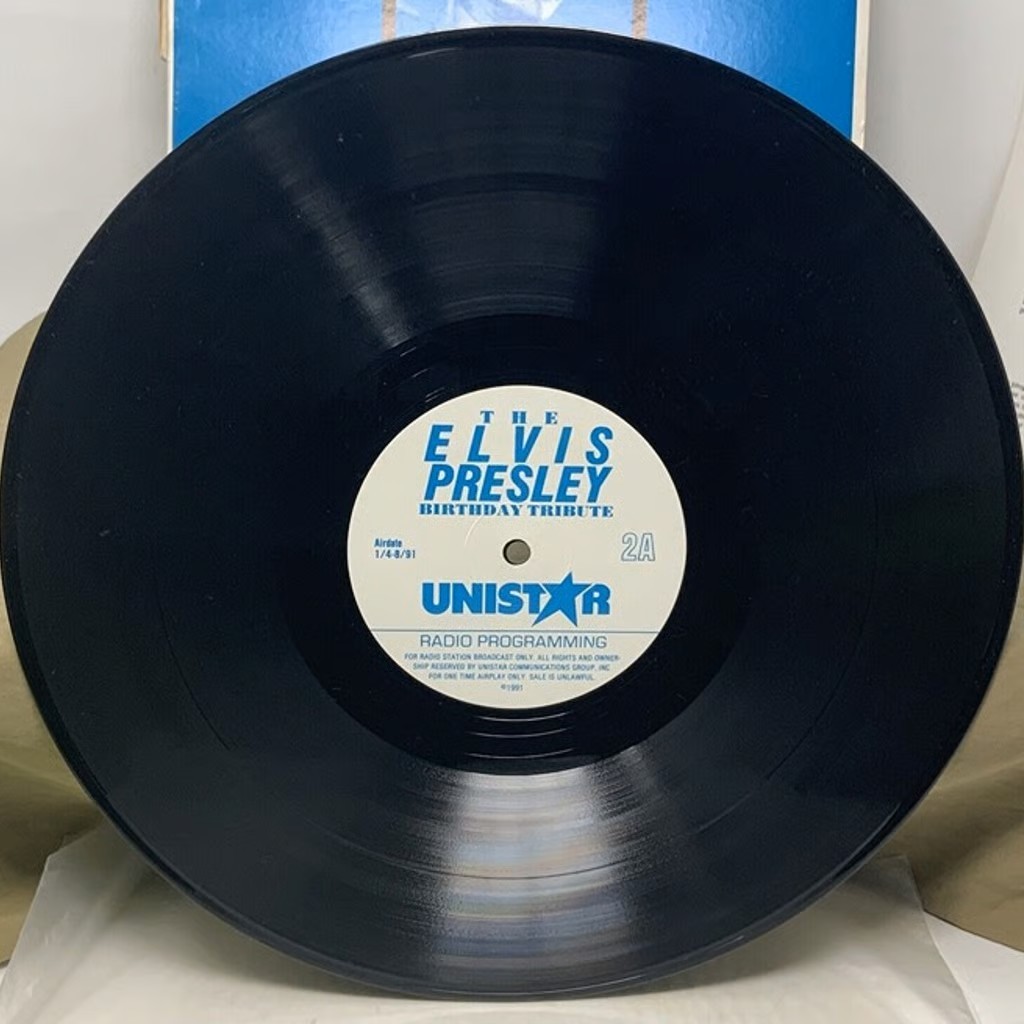 THE
ELVIS
PRESLEY
BIRTHDAY TRIBUTE
Airdate
1/4-8/91
2A
UNISTAR
RADIO PROGRAMMING
FOR RADIO STATION BROADCAST ONLY. ALL RIGHTS AND OWNER-
SHIP RESERVED BY UNISTAR COMMUNICATIONS GROUP, INC
FOR ONE TIME AIRPLAY ONLY. SALE IS UNLAWFUL.
©1991